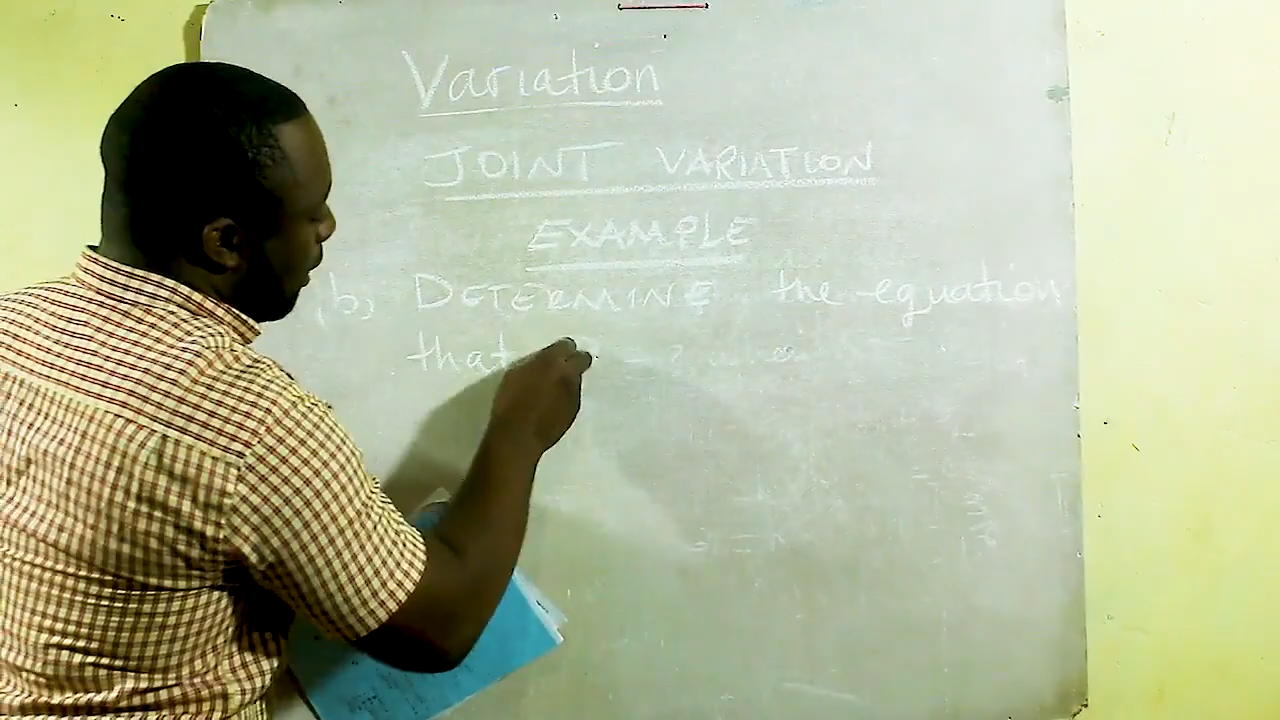 Variation
JOINT VARIATION
EXAMPLE
(b) DETERMINE the equation
that